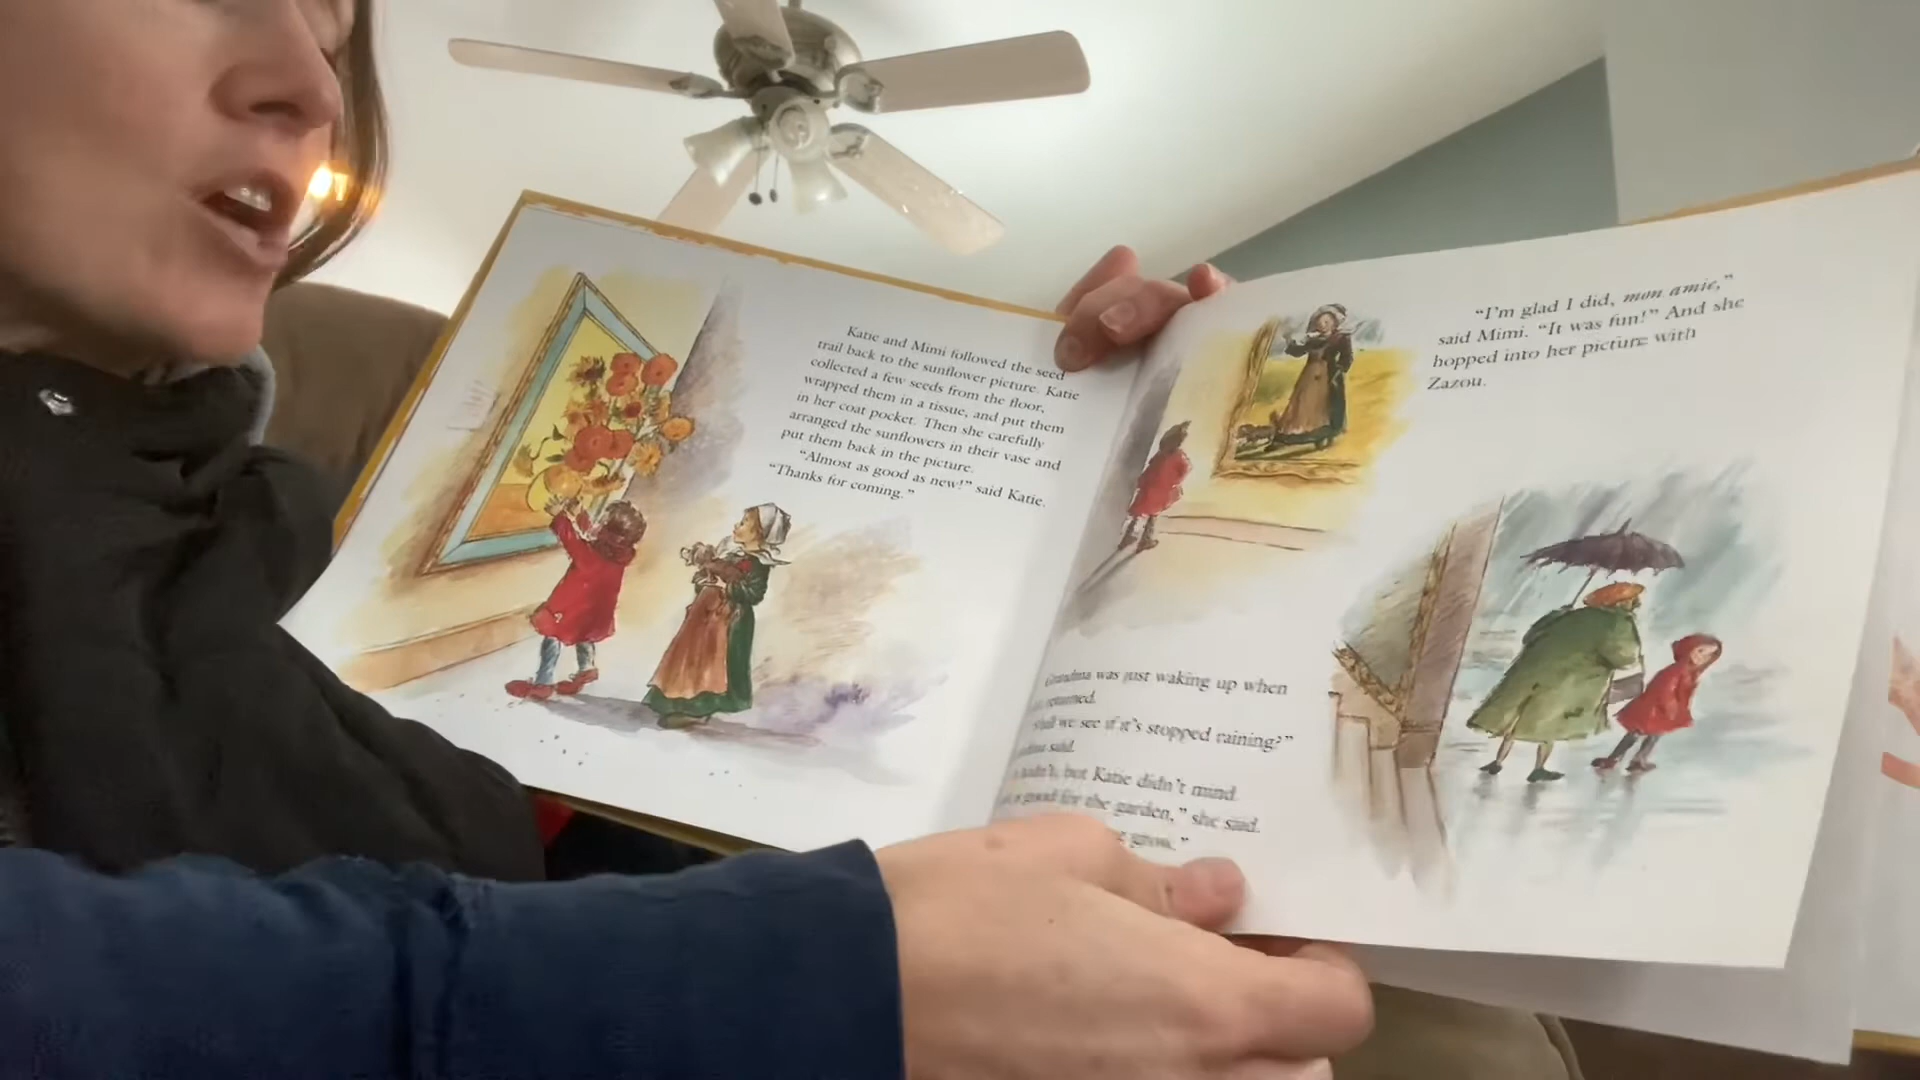 Katie and Mimi followed the seed
trail back to the sunflower picture. Katie
collected a few seeds from the floor,
wrapped them in a tissue, and put them
in her coat pocket. Then she carefully
arranged the sunflowers in their vase and
put them back in the picture.
“Almost as good as new!” said Katie.
“Thanks for coming.”
“I’m glad I did, mon amie,”
said Mimi. “It was fun!” And she
hopped into her picture with
Zazou.
Grandma was just waking up when
returned.
we see if it’s stopped raining?”
said.
but Katie didn’t mind.
good for the garden,” she said.
grow.”